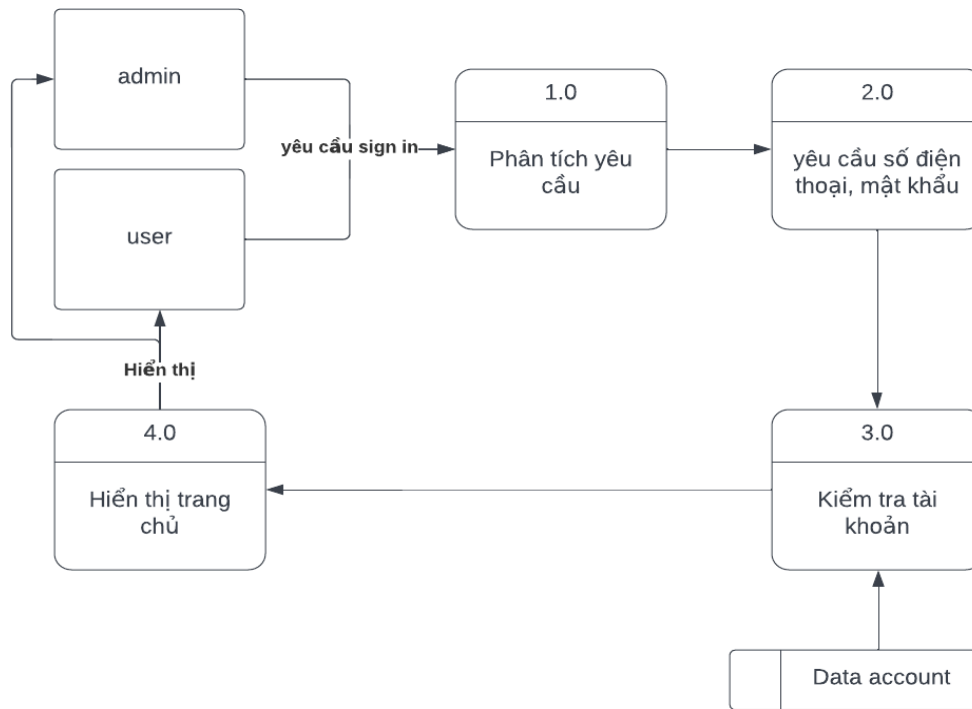 admin
1.0
2.0
yêu cầu sign in
Phân tích yêu
cầu
yêu cầu số điện
thoại, mật khẩu
user
Hiển thị
4.0
3.0
Hiển thị trang
chủ
Kiểm tra tài
khoản
Data account